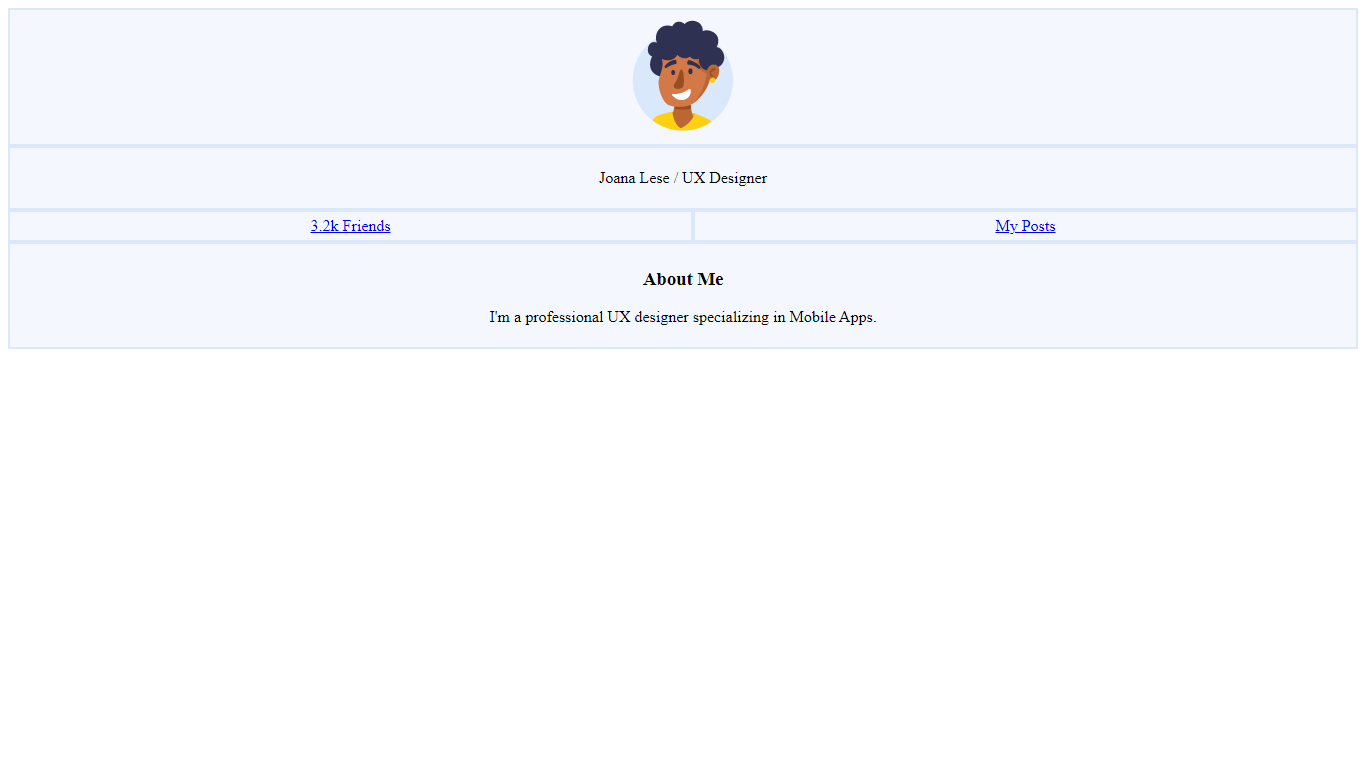 Joana Lese / UX Designer
3.2k Friends
My Posts
About Me
I'm a professional UX designer specializing in Mobile Apps.